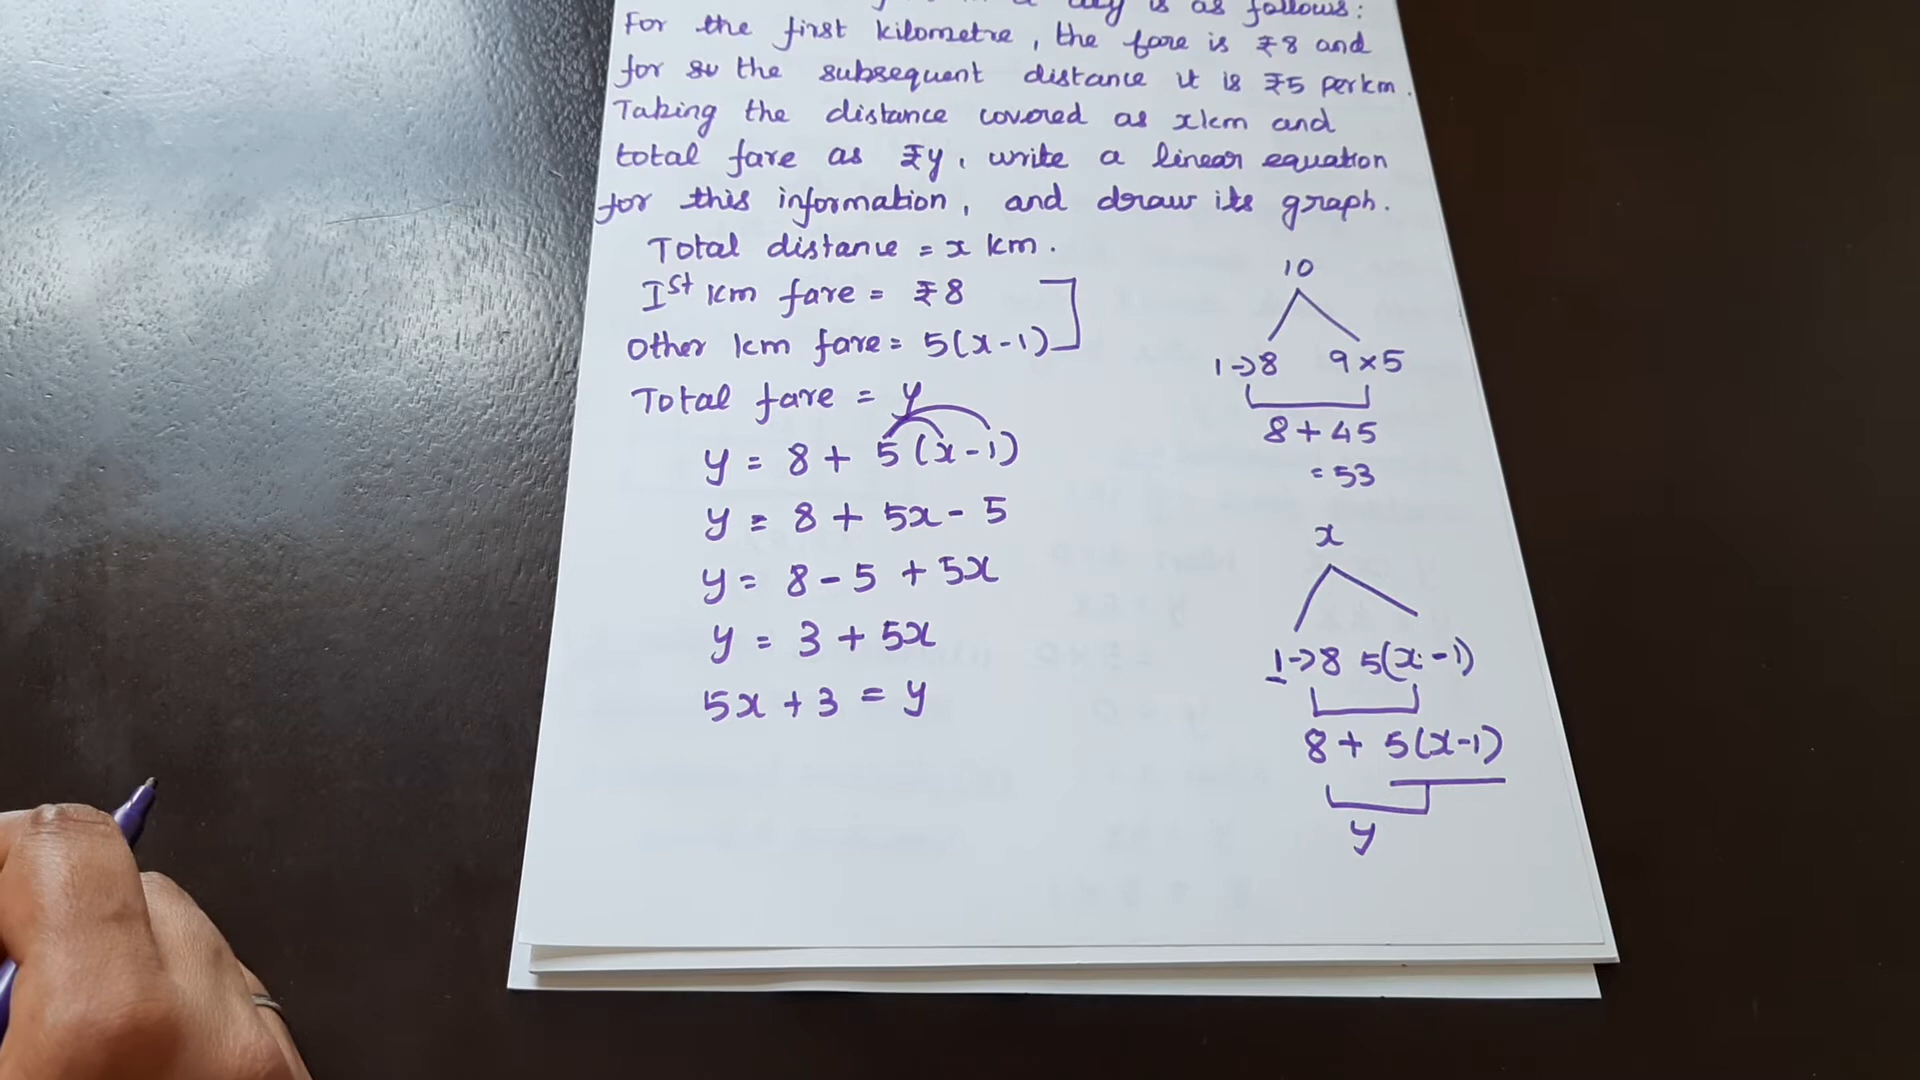 is as follows:
For the first kilometre, the fare is ₹8 and
for su the subsequent distance it is ₹5 per km.
Taking the distance covered as x km and
total fare as ₹y, write a linear equation
for this information, and draw its graph.
Total distance = x km.
Ist km fare = ₹8
Other km fare = 5(x-1)
Total fare = y
y = 8 + 5(x-1)
y = 8 + 5x - 5
y = 8 - 5 + 5x
y = 3 + 5x
5x + 3 = y
10
1->8 9×5
8 + 45
= 53
x
1->8 5(x-1)
8 + 5(x-1)
y